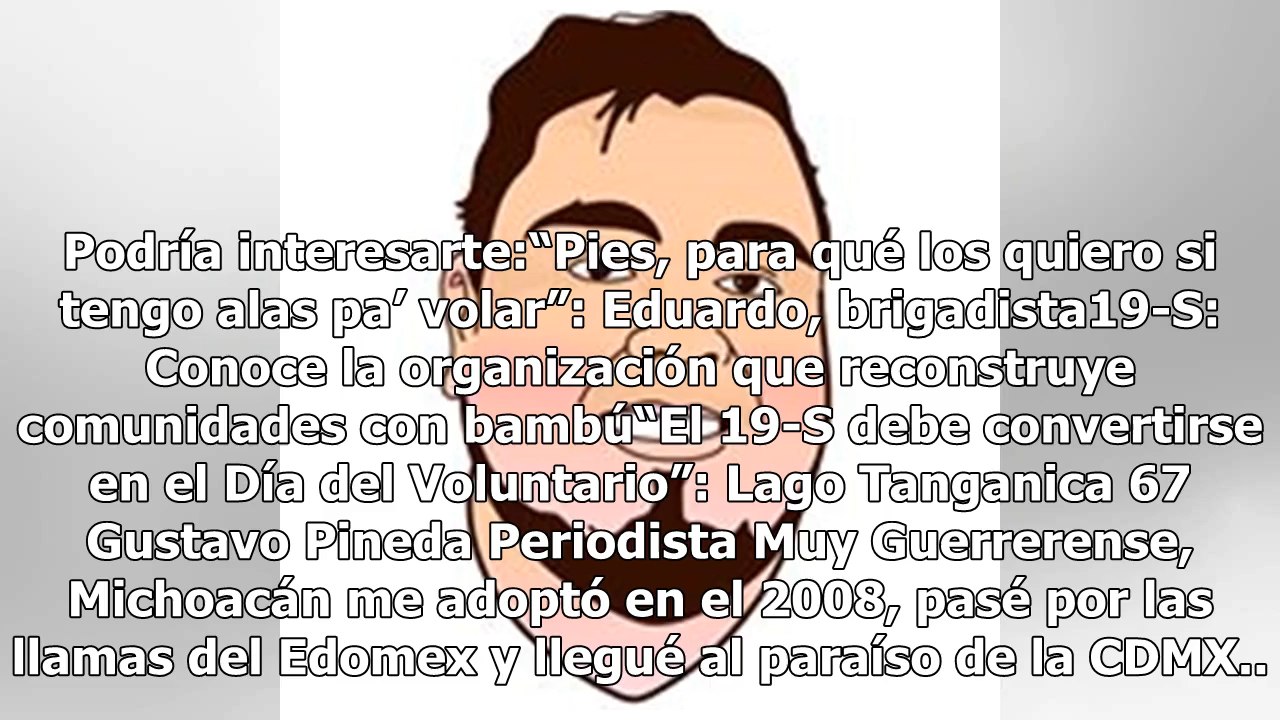 Podría interesarte:“Pies, para qué los quiero si
tengo alas pa’ volar”: Eduardo, brigadista19-S:
Conoce la organización que reconstruye
comunidades con bambú“El 19-S debe convertirse
en el Día del Voluntario”: Lago Tanganica 67
Gustavo Pineda Periodista Muy Guerrerense,
Michoacán me adoptó en el 2008, pasé por las
llamas del Edomex y llegué al paraíso de la CDMX..